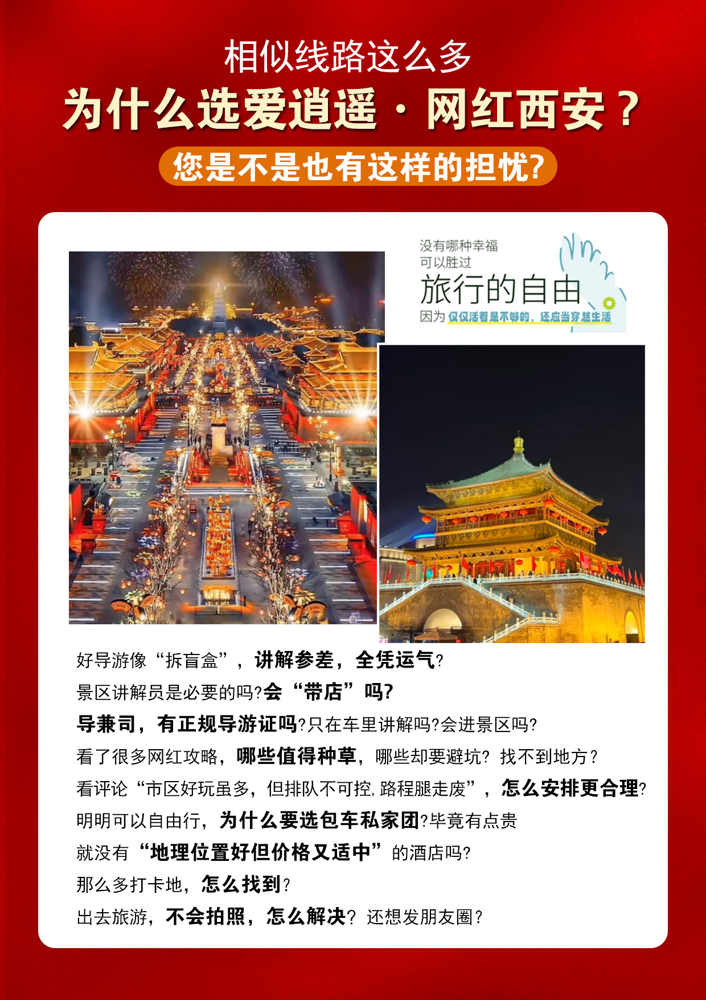 相似线路这么多
为什么选爱逍遥·网红西安？
您是不是也有这样的担忧?
没有哪种幸福
可以胜过
旅行的自由
因为 仅仅活着是不够的，还应当穿越生活
好导游像“拆盲盒”，讲解参差，全凭运气?
景区讲解员是必要的吗?会“带店”吗?
导兼司，有正规导游证吗?只在车里讲解吗?会进景区吗?
看了很多网红攻略，哪些值得种草，哪些却要避坑？找不到地方？
看评论“市区好玩虽多，但排队不可控,路程腿走废”，怎么安排更合理?
明明可以自由行，为什么要选包车私家团?毕竟有点贵
就没有“地理位置好但价格又适中”的酒店吗?
那么多打卡地，怎么找到?
出去旅游，不会拍照，怎么解决？还想发朋友圈？